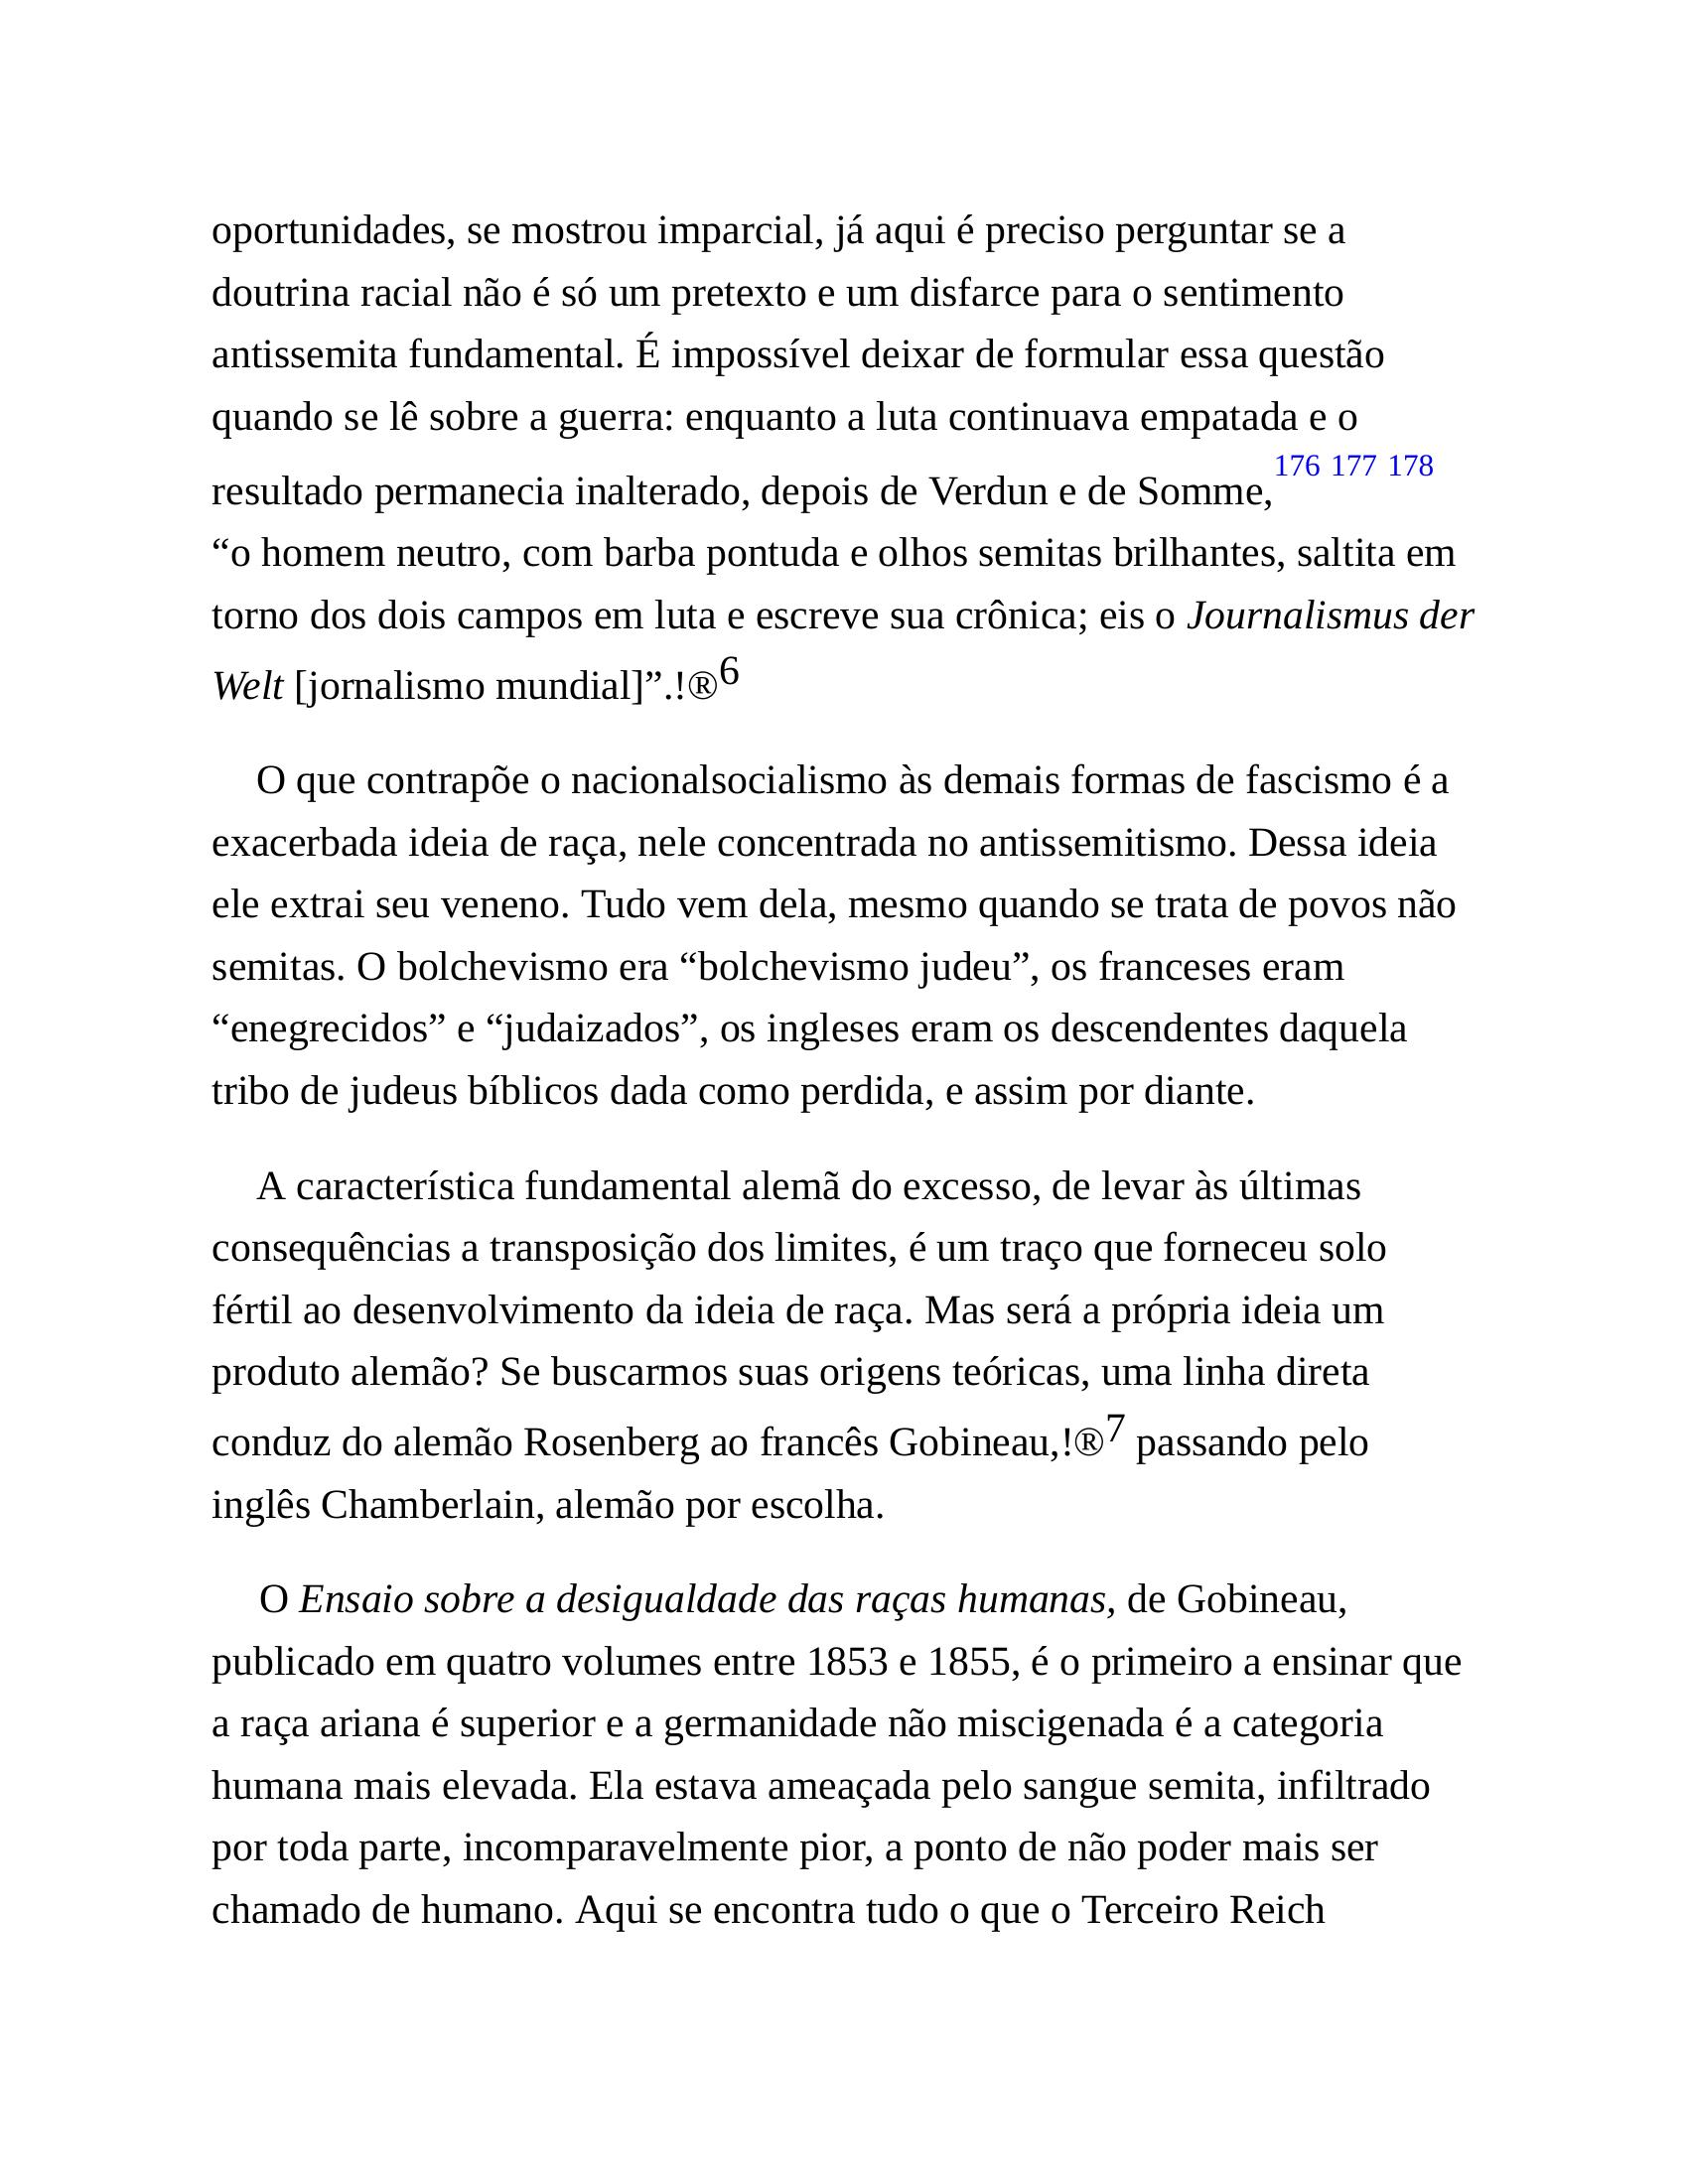 oportunidades, se mostrou imparcial, já aqui é preciso perguntar se a
doutrina racial não é só um pretexto e um disfarce para o sentimento
antissemita fundamental. É impossível deixar de formular essa questão
quando se lê sobre a guerra: enquanto a luta continuava empatada e o
resultado permanecia inalterado, depois de Verdun e de Somme,176 177 178
“o homem neutro, com barba pontuda e olhos semitas brilhantes, saltita em
torno dos dois campos em luta e escreve sua crônica; eis o Journalismus der
Welt [jornalismo mundial]”.!®6
O que contrapõe o nacionalsocialismo às demais formas de fascismo é a
exacerbada ideia de raça, nele concentrada no antissemitismo. Dessa ideia
ele extrai seu veneno. Tudo vem dela, mesmo quando se trata de povos não
semitas. O bolchevismo era “bolchevismo judeu”, os franceses eram
“enegrecidos” e “judaizados”, os ingleses eram os descendentes daquela
tribo de judeus bíblicos dada como perdida, e assim por diante.
A característica fundamental alemã do excesso, de levar às últimas
consequências a transposição dos limites, é um traço que forneceu solo
fértil ao desenvolvimento da ideia de raça. Mas será a própria ideia um
produto alemão? Se buscarmos suas origens teóricas, uma linha direta
conduz do alemão Rosenberg ao francês Gobineau,!®7 passando pelo
inglês Chamberlain, alemão por escolha.
O Ensaio sobre a desigualdade das raças humanas, de Gobineau,
publicado em quatro volumes entre 1853 e 1855, é o primeiro a ensinar que
a raça ariana é superior e a germanidade não miscigenada é a categoria
humana mais elevada. Ela estava ameaçada pelo sangue semita, infiltrado
por toda parte, incomparavelmente pior, a ponto de não poder mais ser
chamado de humano. Aqui se encontra tudo o que o Terceiro Reich